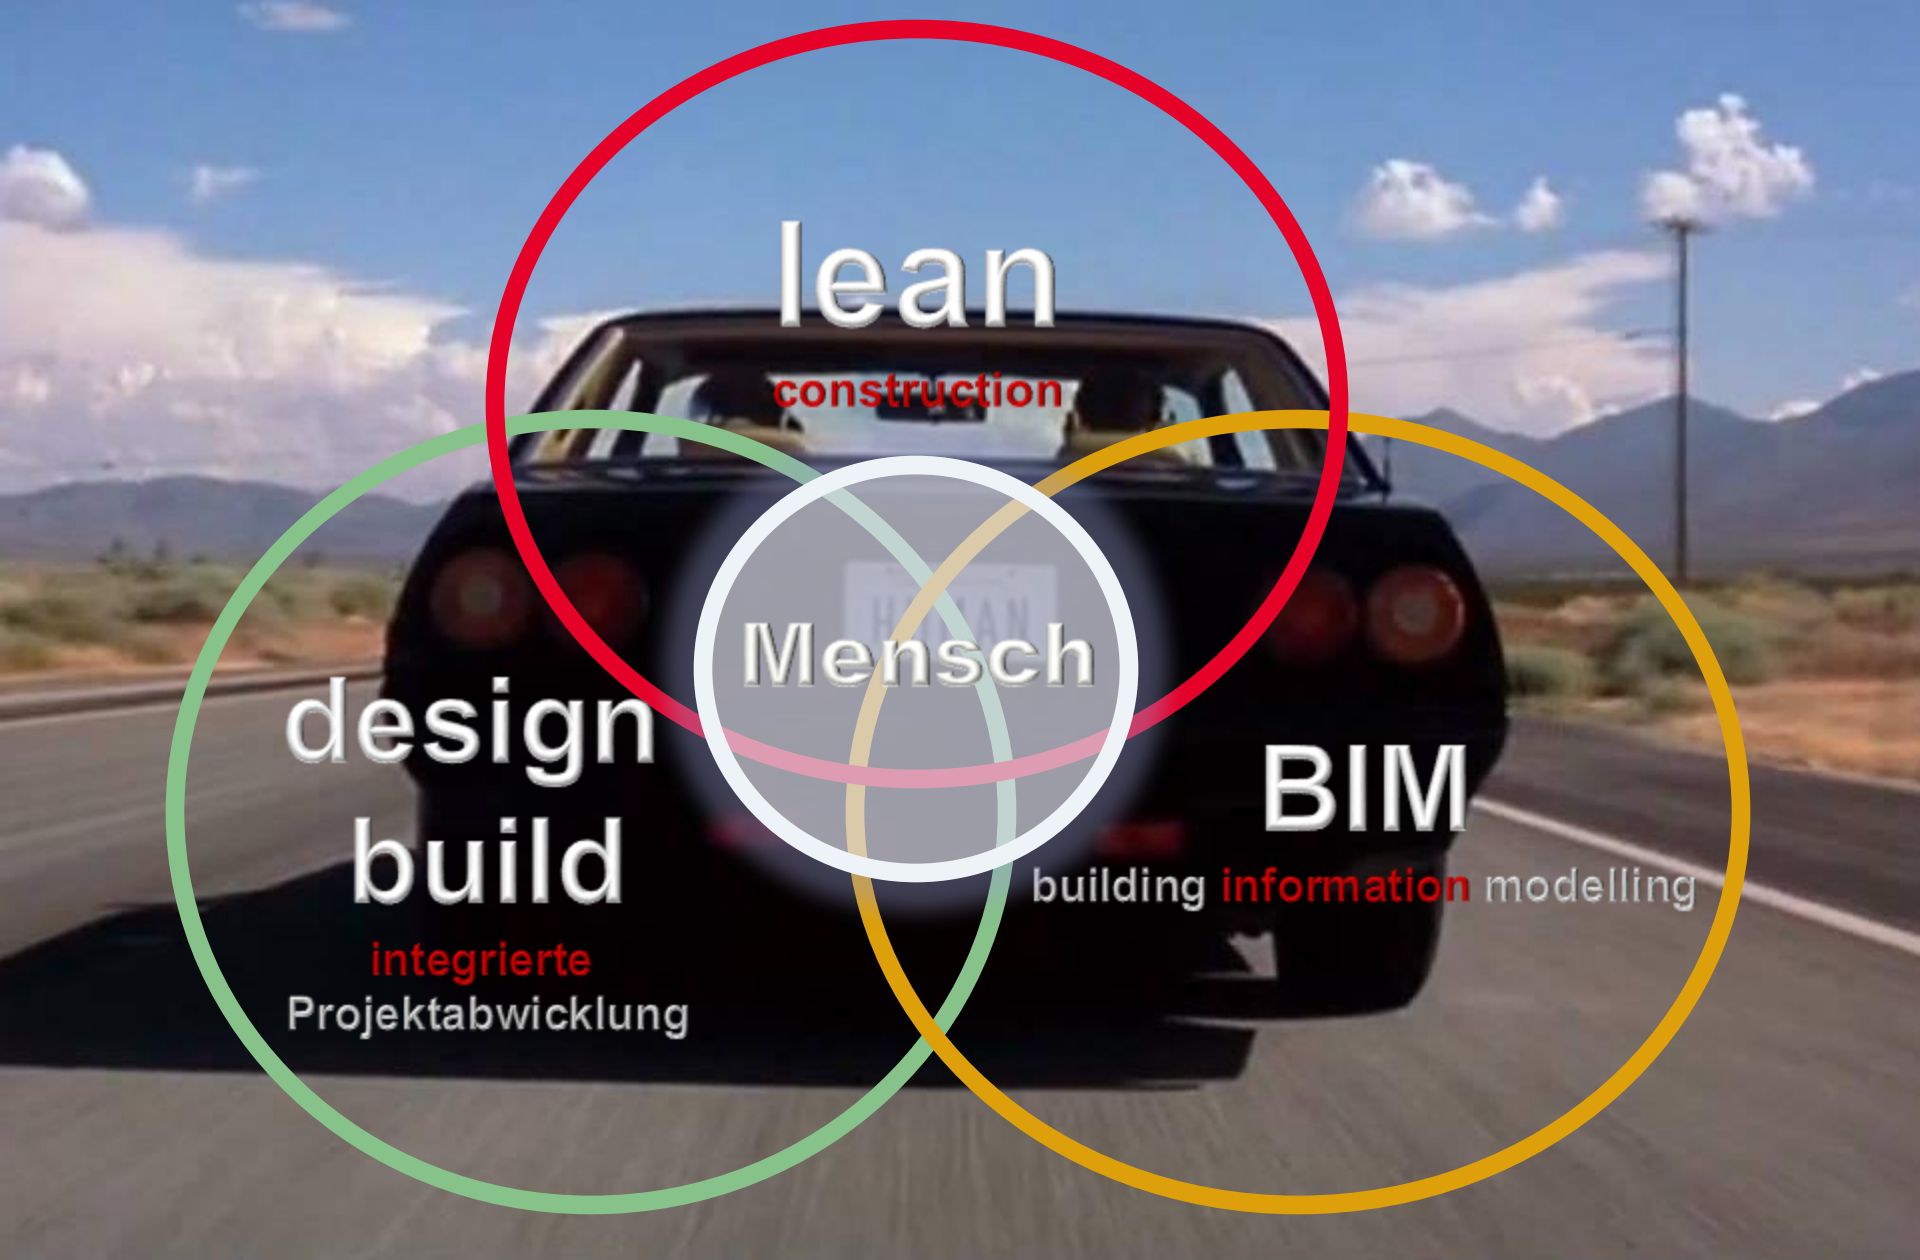 lean
construction
Mensch
design
build
integrierte
Projektabwicklung
BIM
building information modelling